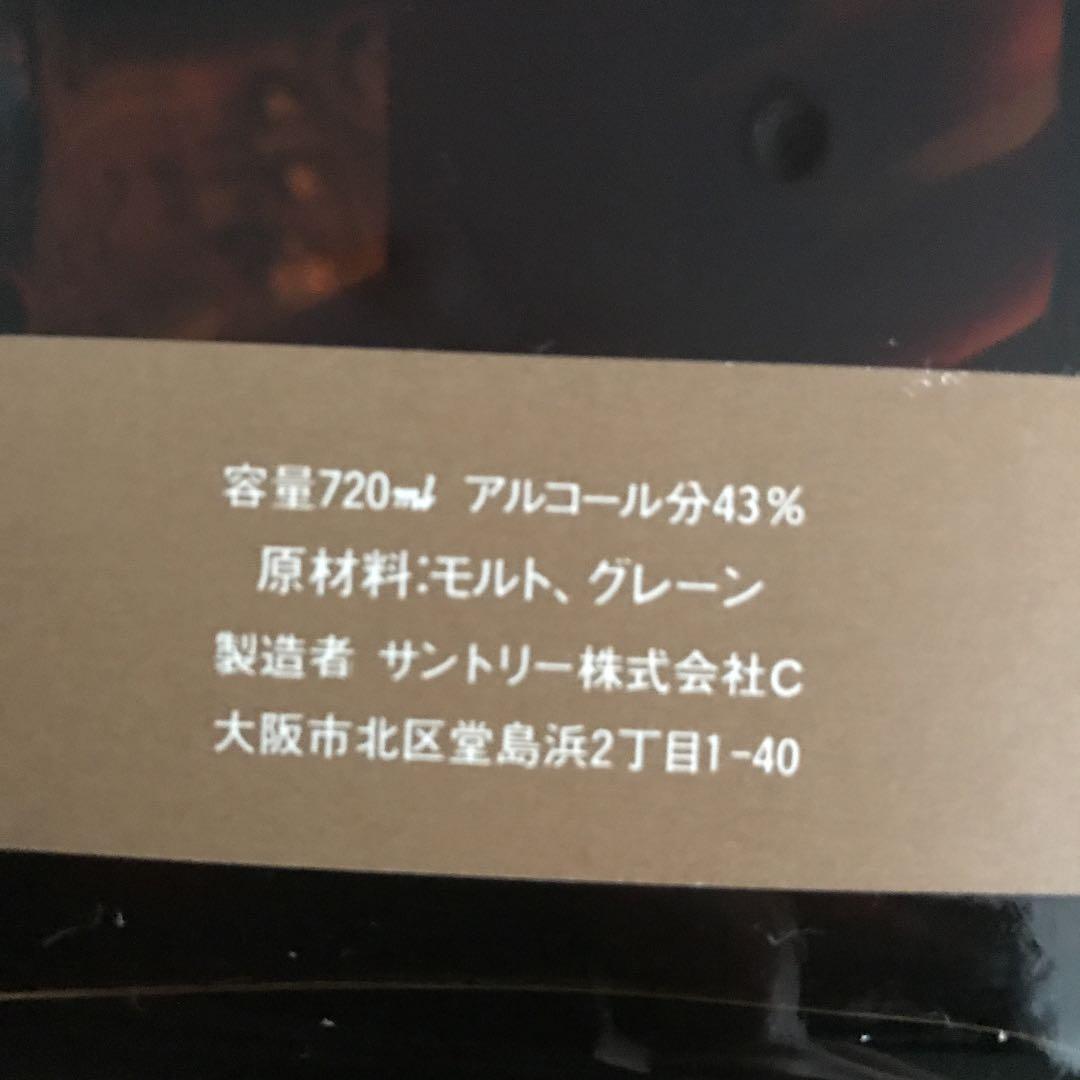 容量720㎖ アルコール分43%
原材料:モルト、グレーン
製造者 サントリー株式会社C
大阪市北区堂島浜2丁目1-40